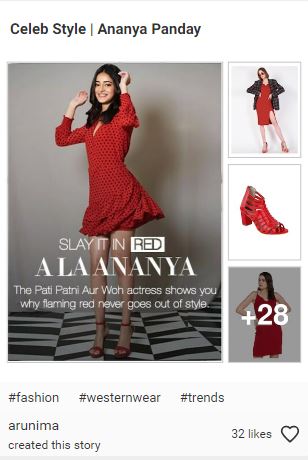 Celeb Style | Ananya Panday
SLAY IT IN RED
A LA ANANYA
The Pati Patni Aur Woh actress shows you
why flaming red never goes out of style.
+28
#fashion #westernwear #trends
arunima
32 likes
created this story